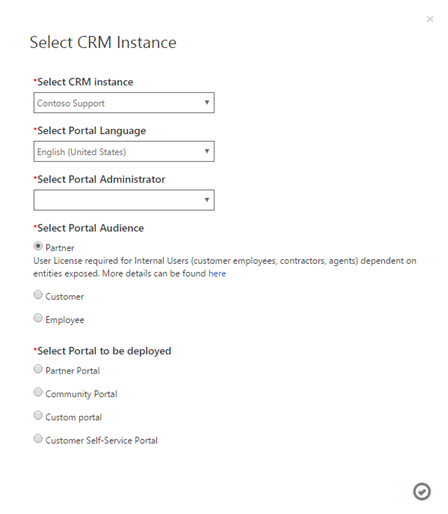 Select CRM Instance
*Select CRM instance
Contoso Support
*Select Portal Language
English (United States)
*Select Portal Administrator
*Select Portal Audience
Partner
User License required for Internal Users (customer employees, contractors, agents) dependent on
entities exposed. More details can be found here
Customer
Employee
*Select Portal to be deployed
Partner Portal
Community Portal
Custom portal
Customer Self-Service Portal